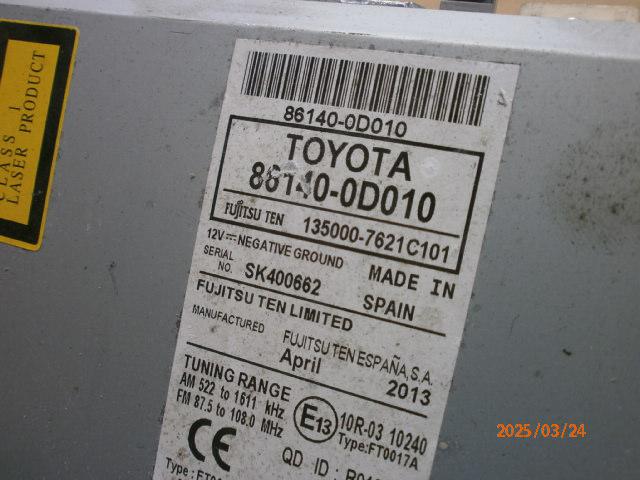 CLASS 1
LASER PRODUCT
86140-0D010
TOYOTA
86140-0D010
FUJITSU TEN 135000-7621C101
12V NEGATIVE GROUND
SERIAL NO. SK400662
MADE IN SPAIN
FUJITSU TEN LIMITED
MANUFACTURED FUJITSU TEN ESPAÑA,S.A.
April 2013
TUNING RANGE
AM 522 to 1611 kHz
FM 87.5 to 108.0 MHz
E13 10R-03 10240
Type:FT0017A
CE
QD ID :
Type :
2025/03/24